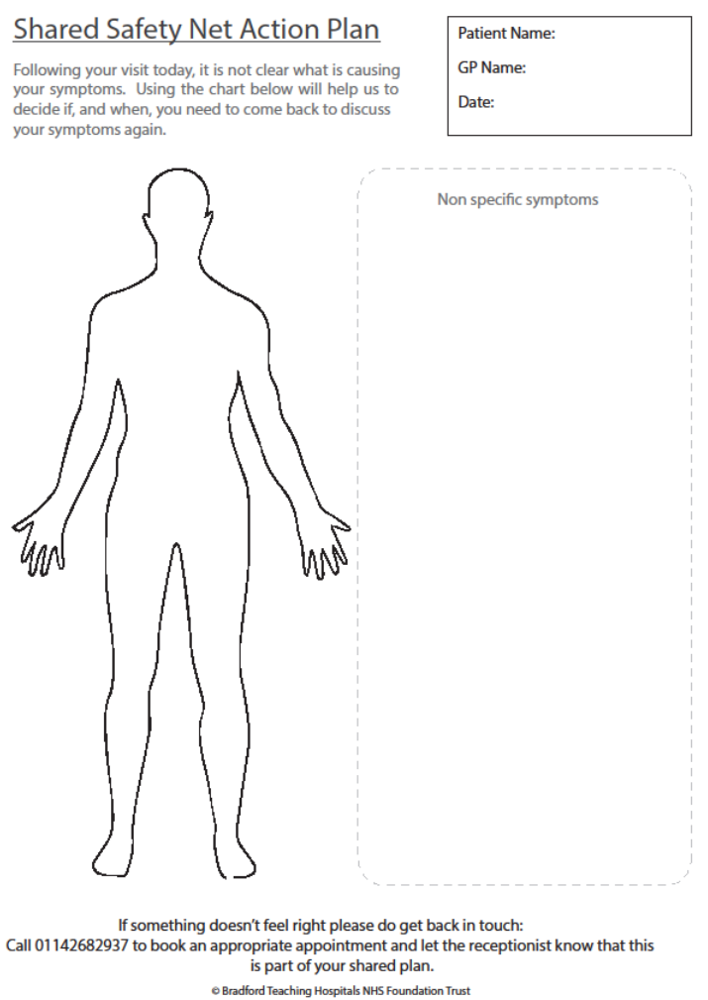 Shared Safety Net Action Plan
Following your visit today, it is not clear what is causing
your symptoms. Using the chart below will help us to
decide if, and when, you need to come back to discuss
your symptoms again.
Patient Name:
GP Name:
Date:
Non specific symptoms
If something doesn't feel right please do get back in touch:
Call 01142682937 to book an appropriate appointment and let the receptionist know that this
is part of your shared plan.
© Bradford Teaching Hospitals NHS Foundation Trust